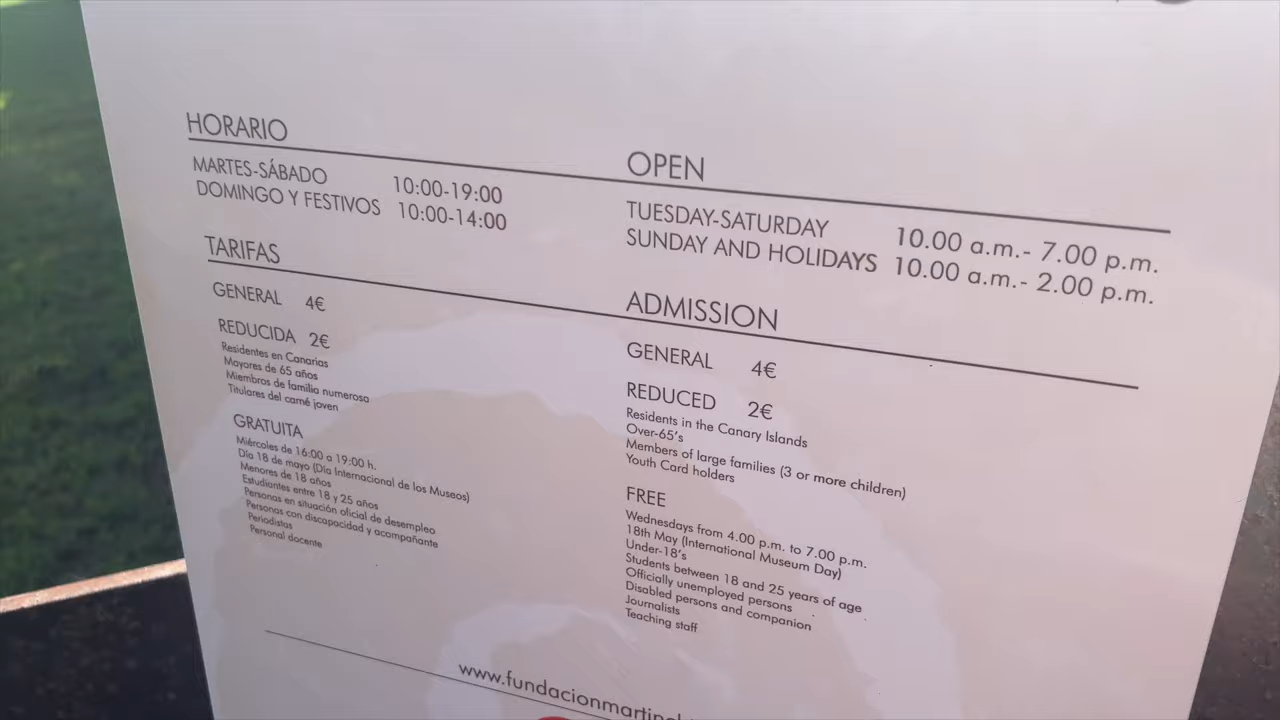 HORARIO
MARTES-SÁBADO 10:00-19:00
DOMINGO Y FESTIVOS 10:00-14:00
TARIFAS
GENERAL 4€
REDUCIDA 2€
Residentes en Canarias
Mayores de 65 años
Miembros de familia numerosa
Titulares del carné joven
GRATUITA
Miércoles de 16:00 a 19:00 h.
Día 18 de mayo (Día Internacional de los Museos)
Menores de 18 años
Estudiantes entre 18 y 25 años
Personas en situación oficial de desempleo
Personas con discapacidad y acompañante
Periodistas
Personal docente
OPEN
TUESDAY-SATURDAY 10.00 a.m.- 7.00 p.m.
SUNDAY AND HOLIDAYS 10.00 a.m.- 2.00 p.m.
ADMISSION
GENERAL 4€
REDUCED 2€
Residents in the Canary Islands
Over-65's
Members of large families (3 or more children)
Youth Card holders
FREE
Wednesdays from 4.00 p.m. to 7.00 p.m.
18th May (International Museum Day)
Under-18's
Students between 18 and 25 years of age
Officially unemployed persons
Disabled persons and companion
Journalists
Teaching staff